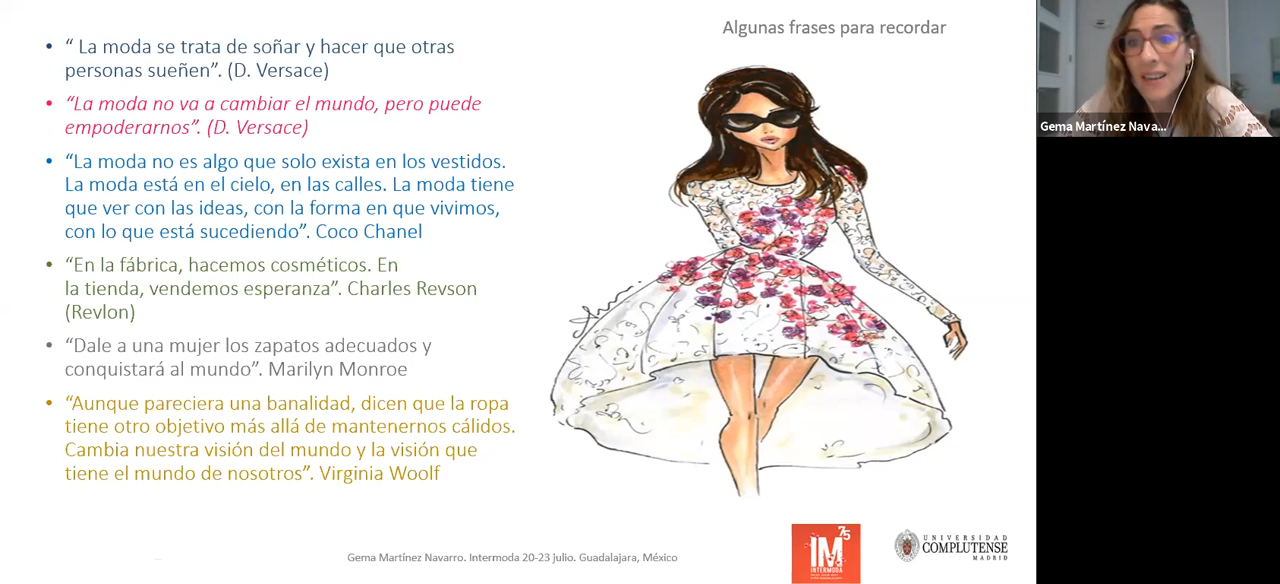 Algunas frases para recordar
“ La moda se trata de soñar y hacer que otras
personas sueñen”. (D. Versace)
“La moda no va a cambiar el mundo, pero puede
empoderarnos”. (D. Versace)
“La moda no es algo que solo exista en los vestidos.
La moda está en el cielo, en las calles. La moda tiene
que ver con las ideas, con la forma en que vivimos,
con lo que está sucediendo”. Coco Chanel
“En la fábrica, hacemos cosméticos. En
la tienda, vendemos esperanza”. Charles Revson
(Revlon)
“Dale a una mujer los zapatos adecuados y
conquistará al mundo”. Marilyn Monroe
“Aunque pareciera una banalidad, dicen que la ropa
tiene otro objetivo más allá de mantenernos cálidos.
Cambia nuestra visión del mundo y la visión que
tiene el mundo de nosotros”. Virginia Woolf
Gema Martínez Nava...
Gema Martínez Navarro. Intermoda 20-23 julio. Guadalajara, México
IM 75
INTERMODA
UNIVERSIDAD
COMPLUTENSE
MADRID